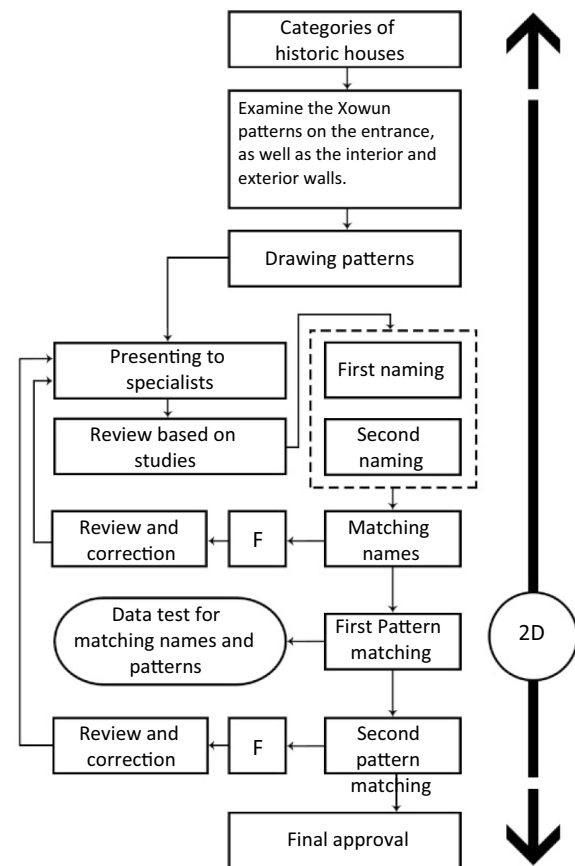 Categories of
historic houses
Examine the Xowun
patterns on the entrance,
as well as the interior and
exterior walls.
Drawing patterns
Presenting to
specialists
Review based on
studies
First naming
Second
naming
Matching
names
F
Review and
correction
First Pattern
matching
Data test for
matching names and
patterns
Second
pattern
matching
F
Review and
correction
Final approval
2D